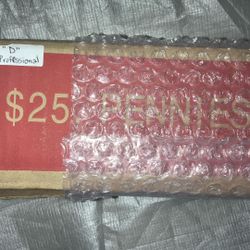 "D"
Professional
$25 PENNIES